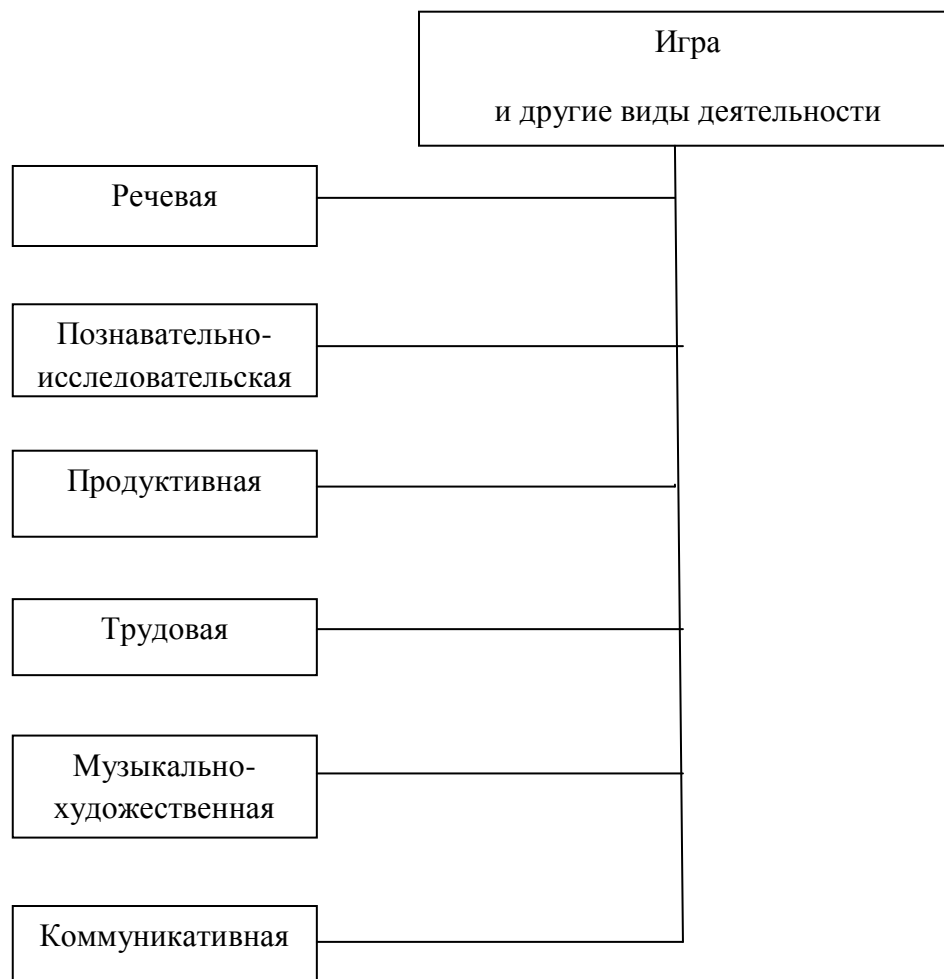 Игра
и другие виды деятельности
Речевая
Познавательно-
исследовательская
Продуктивная
Трудовая
Музыкально-
художественная
Коммуникативная